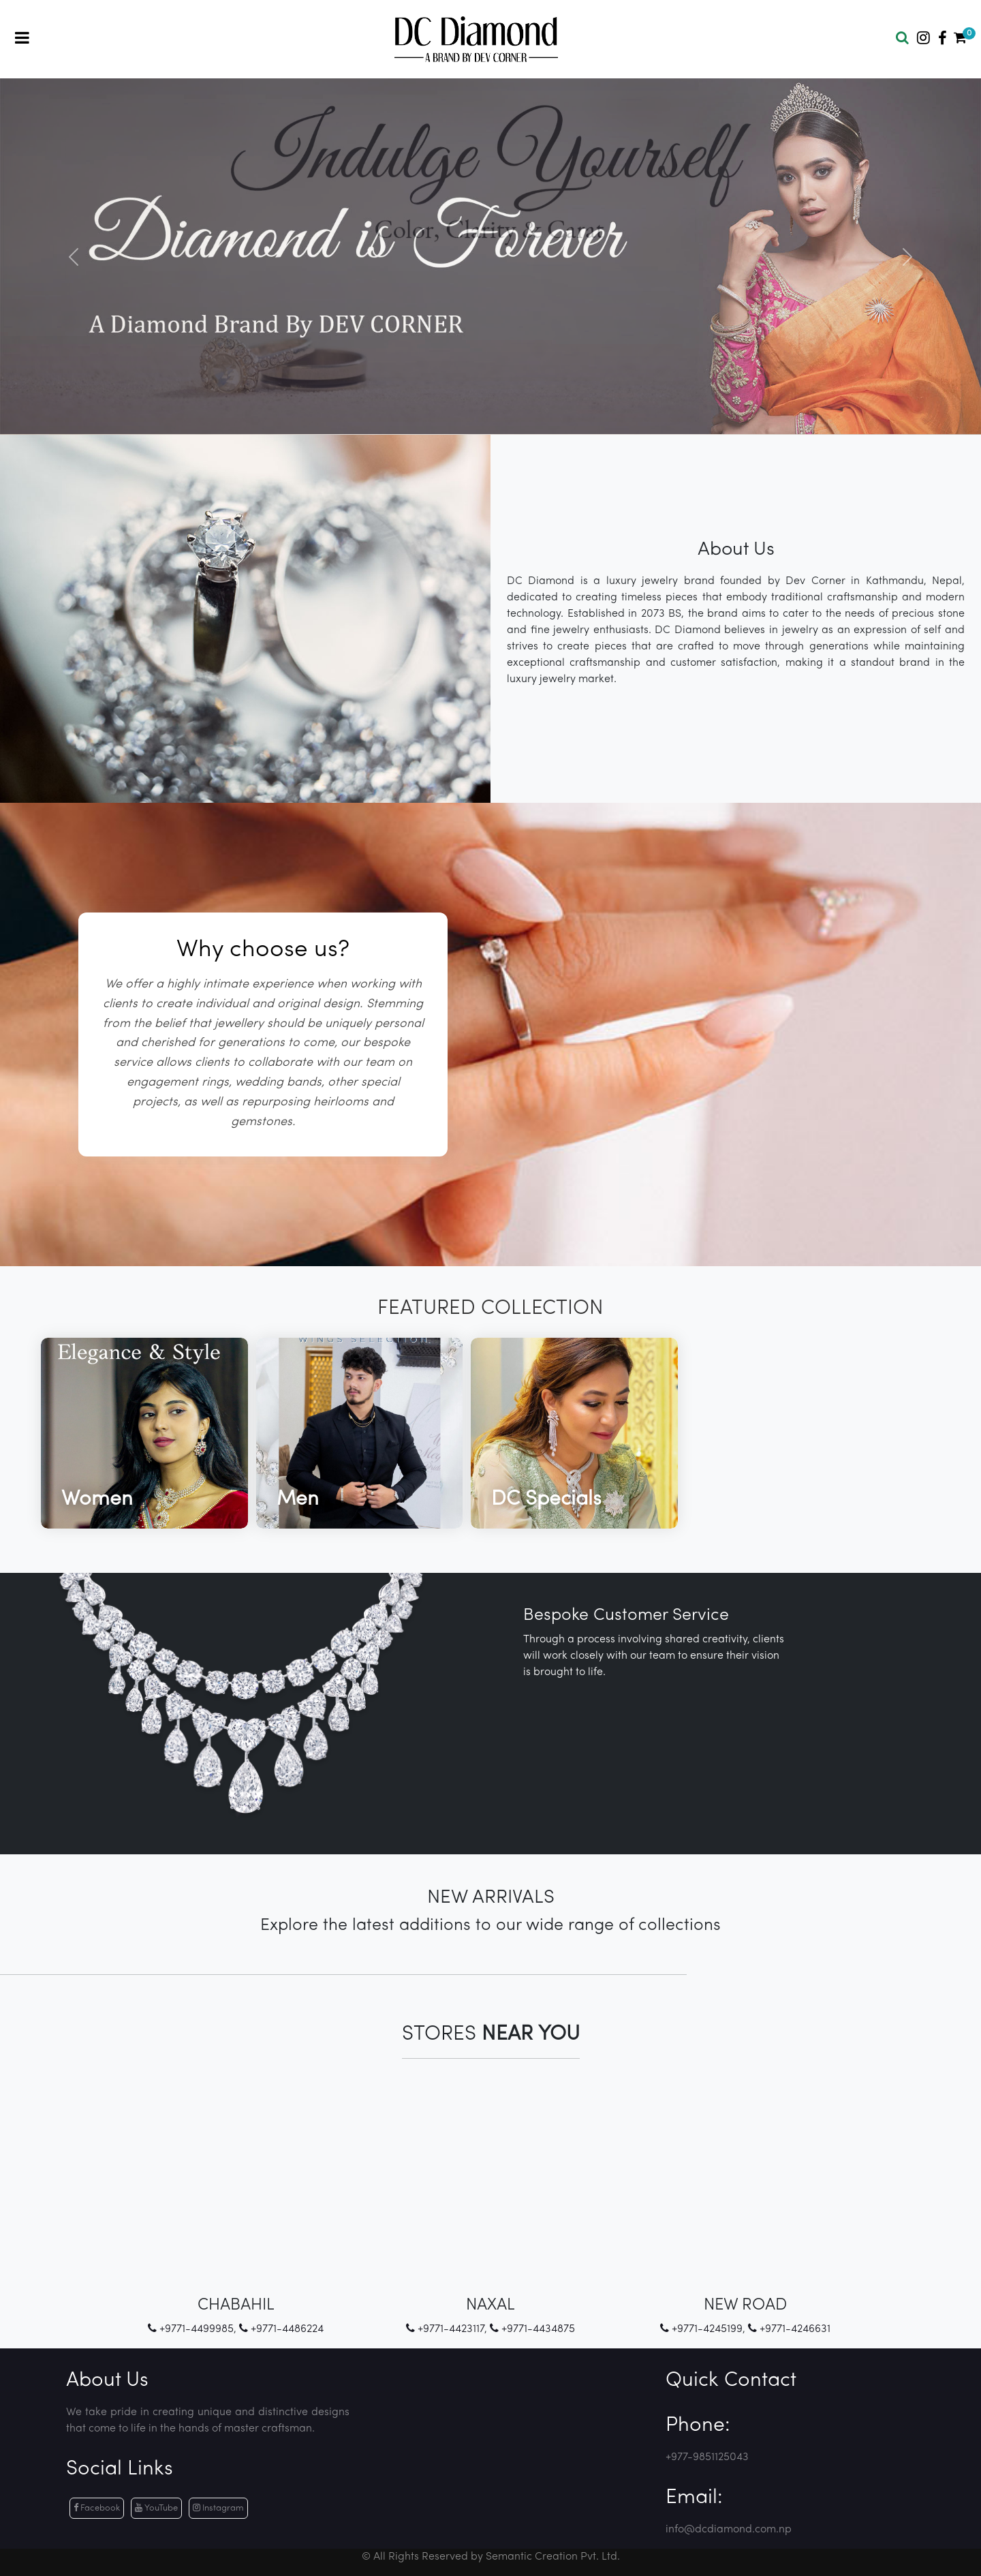 DC Diamond
A BRAND BY DEV CORNER
0
Indulge Yourself
Color, Clarity & Carat
Diamond is Forever
A Diamond Brand By DEV CORNER
About Us
DC Diamond is a luxury jewelry brand founded by Dev Corner in Kathmandu, Nepal,
dedicated to creating timeless pieces that embody traditional craftsmanship and modern
technology. Established in 2073 BS, the brand aims to cater to the needs of precious stone
and fine jewelry enthusiasts. DC Diamond believes in jewelry as an expression of self and
strives to create pieces that are crafted to move through generations while maintaining
exceptional craftsmanship and customer satisfaction, making it a standout brand in the
luxury jewelry market.
Why choose us?
We offer a highly intimate experience when working with
clients to create individual and original design. Stemming
from the belief that jewellery should be uniquely personal
and cherished for generations to come, our bespoke
service allows clients to collaborate with our team on
engagement rings, wedding bands, other special
projects, as well as repurposing heirlooms and
gemstones.
FEATURED COLLECTION
Elegance & Style
Women
WINGS SELECTION
Men
DC Specials
Bespoke Customer Service
Through a process involving shared creativity, clients
will work closely with our team to ensure their vision
is brought to life.
NEW ARRIVALS
Explore the latest additions to our wide range of collections
STORES NEAR YOU
CHABAHIL
+9771-4499985, +9771-4486224
NAXAL
+9771-4423117, +9771-4434875
NEW ROAD
+9771-4245199, +9771-4246631
About Us
We take pride in creating unique and distinctive designs
that come to life in the hands of master craftsman.
Social Links
Facebook
YouTube
Instagram
Quick Contact
Phone:
+977-9851125043
Email:
info@dcdiamond.com.np
© All Rights Reserved by Semantic Creation Pvt. Ltd.